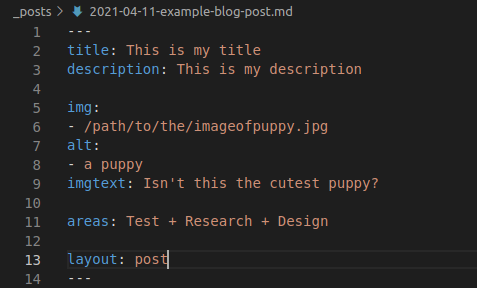 _posts > 2021-04-11-example-blog-post.md
1 ---
2 title: This is my title
3 description: This is my description
4
5 img:
6 - /path/to/the/imageofpuppy.jpg
7 alt:
8 - a puppy
9 imgtext: Isn't this the cutest puppy?
10
11 areas: Test + Research + Design
12
13 layout: post
14 ---